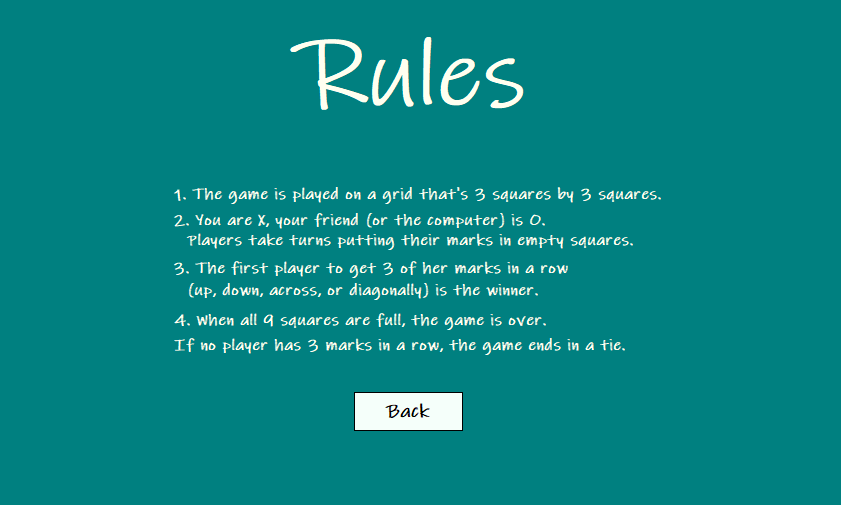 Rules
1. The game is played on a grid that's 3 squares by 3 squares.
2. You are X, your friend (or the computer) is O.
Players take turns putting their marks in empty squares.
3. The first player to get 3 of her marks in a row
(up, down, across, or diagonally) is the winner.
4. When all 9 squares are full, the game is over.
If no player has 3 marks in a row, the game ends in a tie.
Back